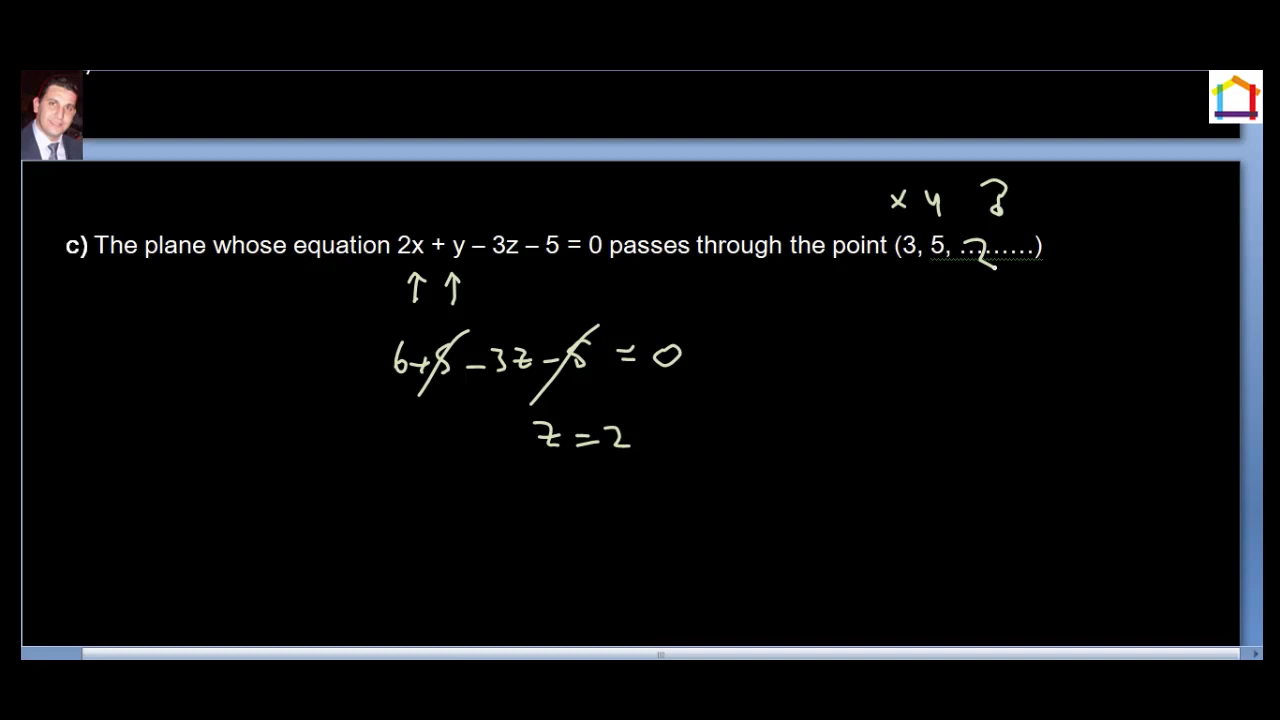 x y z
c) The plane whose equation 2x + y – 3z – 5 = 0 passes through the point (3, 5, ………)
2
↑ ↑
6+5 – 3z – 5 = 0
z = 2